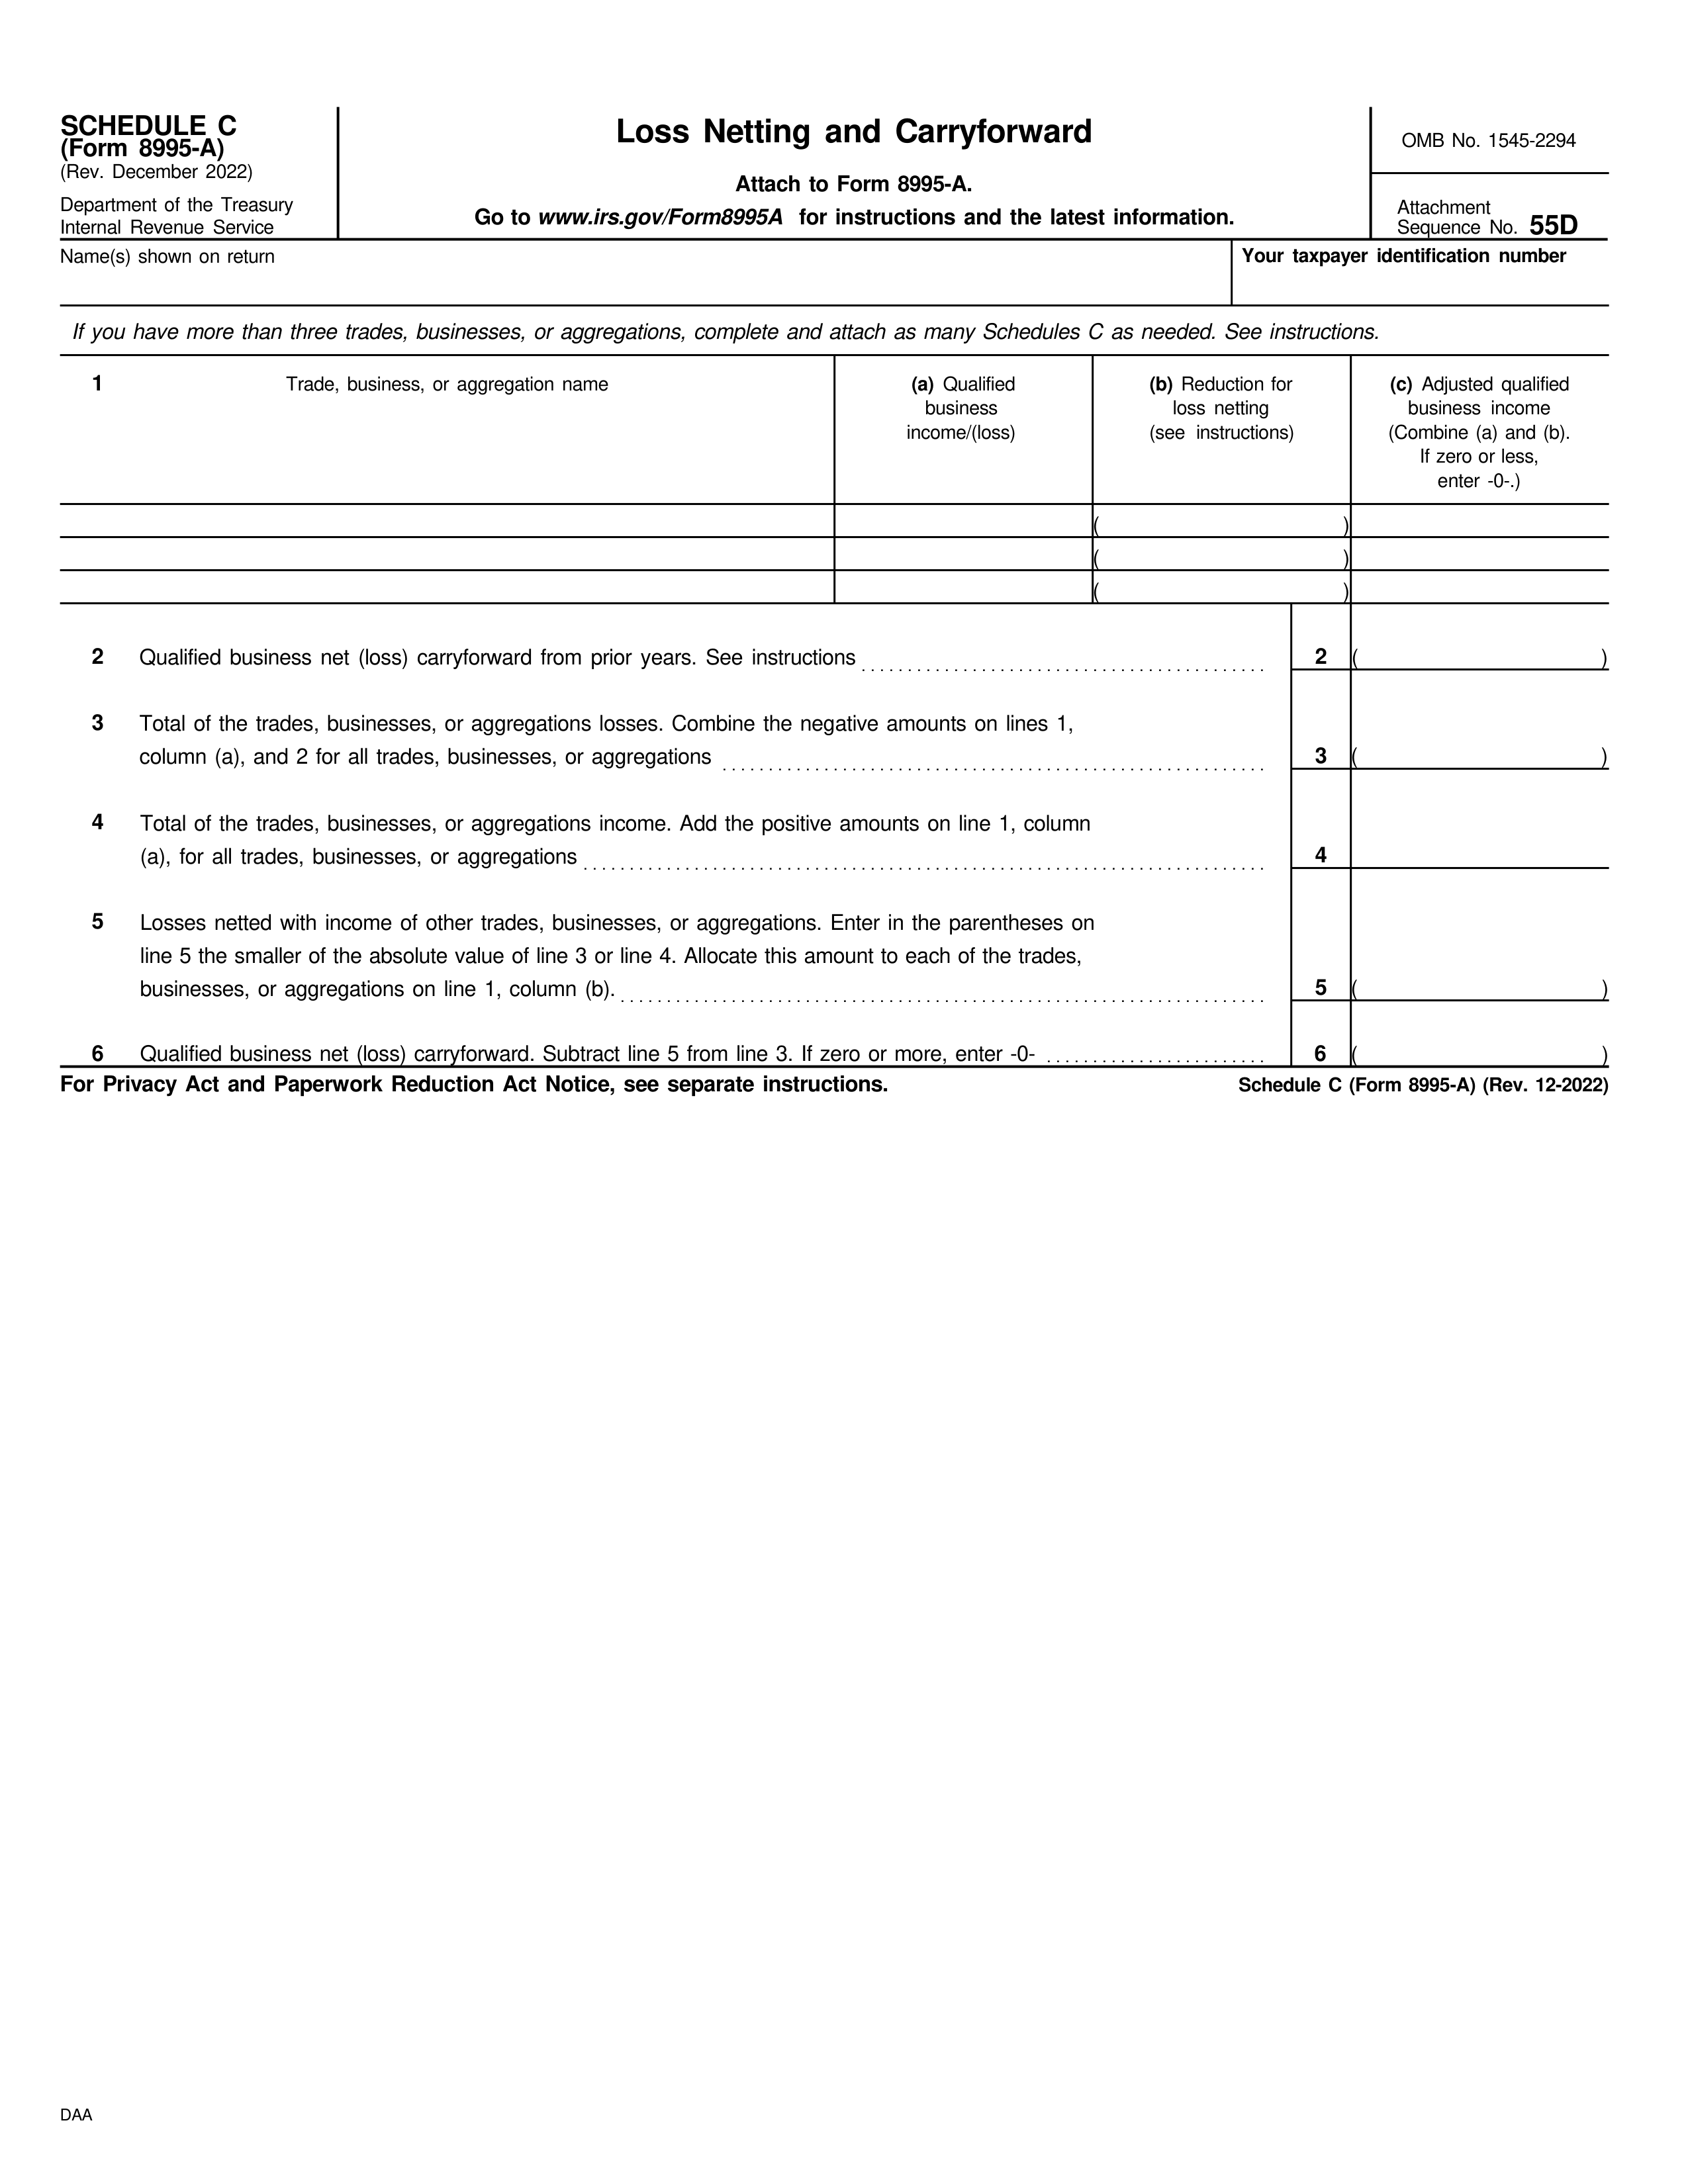 SCHEDULE C
(Form 8995-A)
(Rev. December 2022)
Department of the Treasury
Internal Revenue Service
Loss Netting and Carryforward
Attach to Form 8995-A.
Go to www.irs.gov/Form8995A for instructions and the latest information.
OMB No. 1545-2294
Attachment
Sequence No. 55D
Name(s) shown on return
Your taxpayer identification number
If you have more than three trades, businesses, or aggregations, complete and attach as many Schedules C as needed. See instructions.
1 Trade, business, or aggregation name
(a) Qualified
business
income/(loss)
(b) Reduction for
loss netting
(see instructions)
(c) Adjusted qualified
business income
(Combine (a) and (b).
If zero or less,
enter -0-.)
( )
( )
( )
2 Qualified business net (loss) carryforward from prior years. See instructions 2 ( )
3 Total of the trades, businesses, or aggregations losses. Combine the negative amounts on lines 1,
column (a), and 2 for all trades, businesses, or aggregations 3 ( )
4 Total of the trades, businesses, or aggregations income. Add the positive amounts on line 1, column
(a), for all trades, businesses, or aggregations 4
5 Losses netted with income of other trades, businesses, or aggregations. Enter in the parentheses on
line 5 the smaller of the absolute value of line 3 or line 4. Allocate this amount to each of the trades,
businesses, or aggregations on line 1, column (b). 5 ( )
6 Qualified business net (loss) carryforward. Subtract line 5 from line 3. If zero or more, enter -0- 6 ( )
For Privacy Act and Paperwork Reduction Act Notice, see separate instructions.
Schedule C (Form 8995-A) (Rev. 12-2022)
DAA